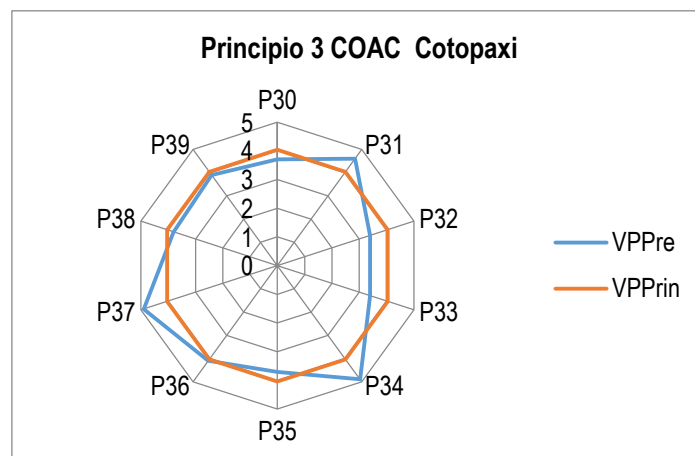 Principio 3 COAC  Cotopaxi
P30
P31
P32
P33
P34
P35
P36
P37
P38
P39
5
4
3
2
1
0
VPPre
VPPrin